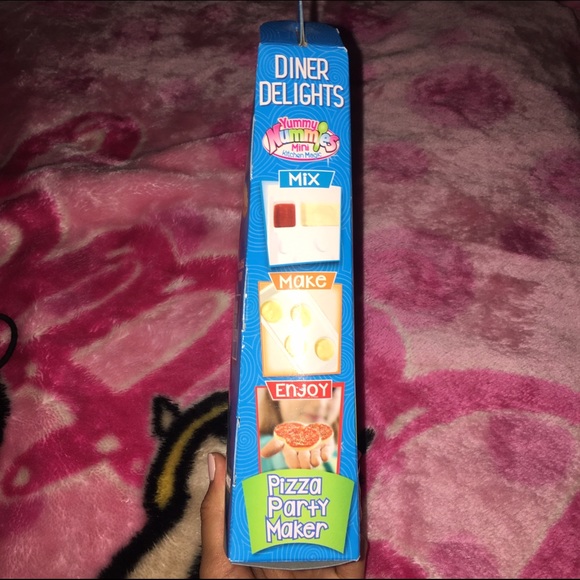 DINER
DELIGHTS
Yummy
Nummies
Mini
Kitchen Magic
MIX
MAKE
ENJOY
Pizza
Party
Maker